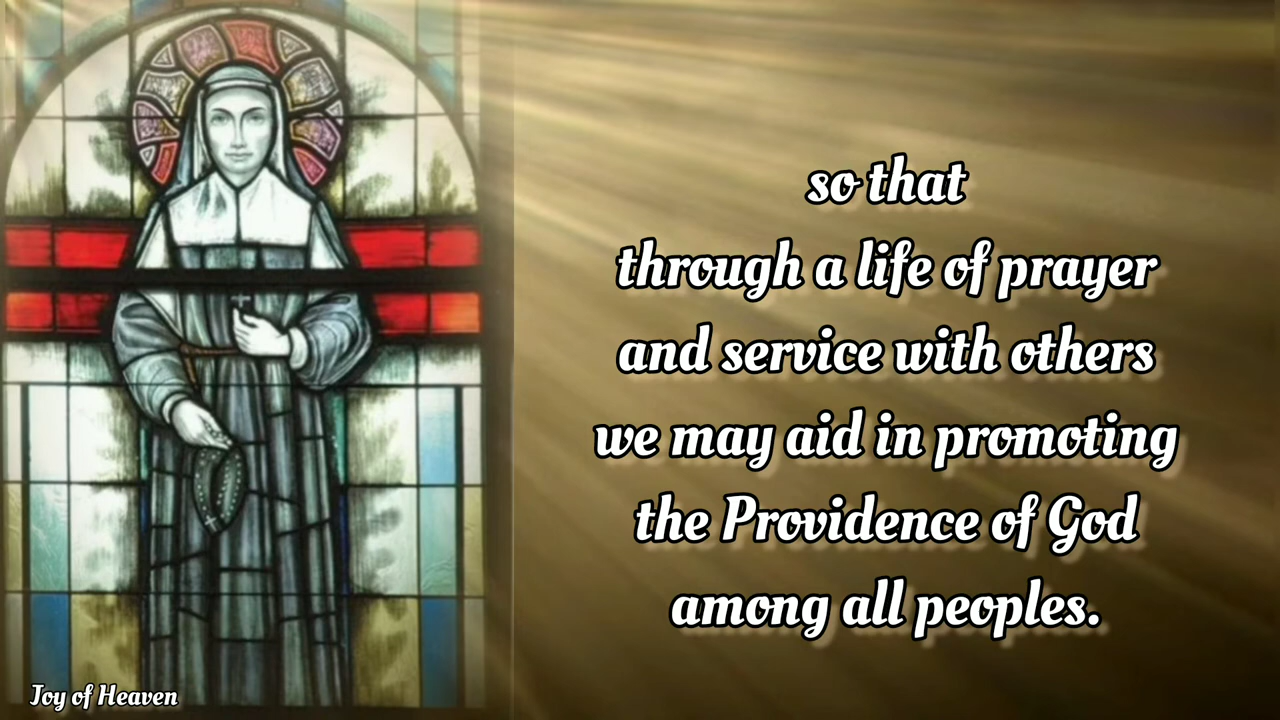 so that
through a life of prayer
and service with others
we may aid in promoting
the Providence of God
among all peoples.
Joy of Heaven